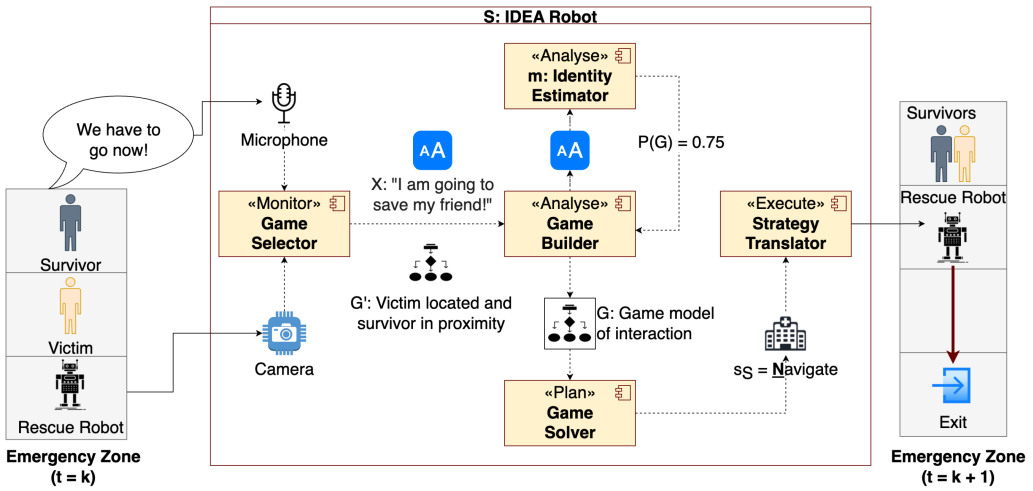 S: IDEA Robot
We have to
go now!
Survivor
Victim
Rescue Robot
Emergency Zone
(t = k)
Microphone
«Monitor»
Game
Selector
Camera
AA
X: "I am going to
save my friend!"
G': Victim located and
survivor in proximity
«Analyse»
m: Identity
Estimator
AA
P(G) = 0.75
«Analyse»
Game
Builder
G: Game model
of interaction
«Plan»
Game
Solver
«Execute»
Strategy
Translator
sS = Navigate
Survivors
Rescue Robot
Exit
Emergency Zone
(t = k + 1)